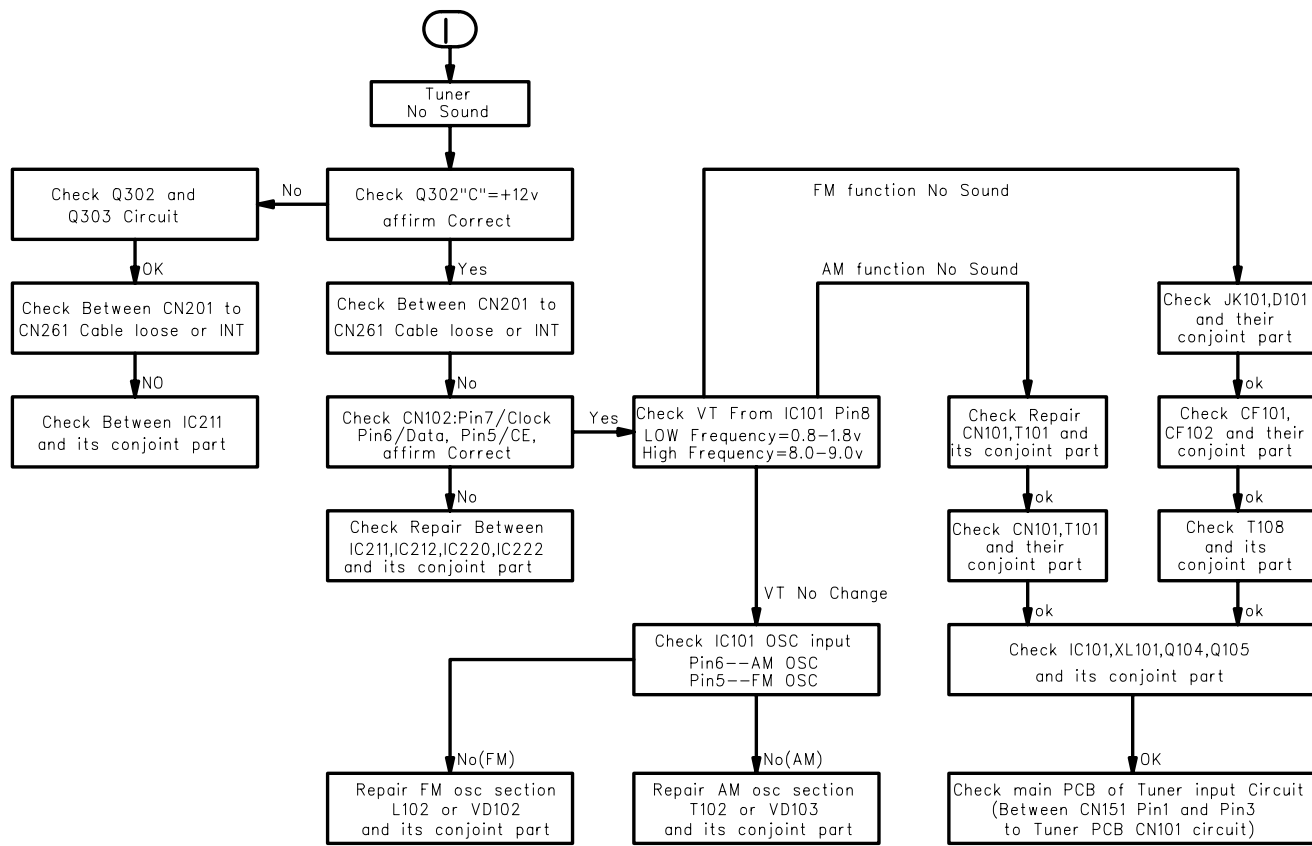 I
Tuner
No Sound
Check Q302 and
Q303 Circuit
No
Check Q302"C"=+12v
affirm Correct
FM function No Sound
OK
Yes
AM function No Sound
Check Between CN201 to
CN261 Cable loose or INT
Check Between CN201 to
CN261 Cable loose or INT
Check JK101,D101
and their
conjoint part
NO
No
ok
Check Between IC211
and its conjoint part
Check CN102:Pin7/Clock
Pin6/Data, Pin5/CE,
affirm Correct
Yes
Check VT From IC101 Pin8
LOW Frequency=0.8-1.8v
High Frequency=8.0-9.0v
Check Repair
CN101,T101 and
its conjoint part
Check CF101,
CF102 and their
conjoint part
No
ok
ok
Check Repair Between
IC211,IC212,IC220,IC222
and its conjoint part
Check CN101,T101
and their
conjoint part
Check T108
and its
conjoint part
VT No Change
ok
ok
Check IC101 OSC input
Pin6--AM OSC
Pin5--FM OSC
Check IC101,XL101,Q104,Q105
and its conjoint part
No(FM)
No(AM)
OK
Repair FM osc section
L102 or VD102
and its conjoint part
Repair AM osc section
T102 or VD103
and its conjoint part
Check main PCB of Tuner input Circuit
(Between CN151 Pin1 and Pin3
to Tuner PCB CN101 circuit)